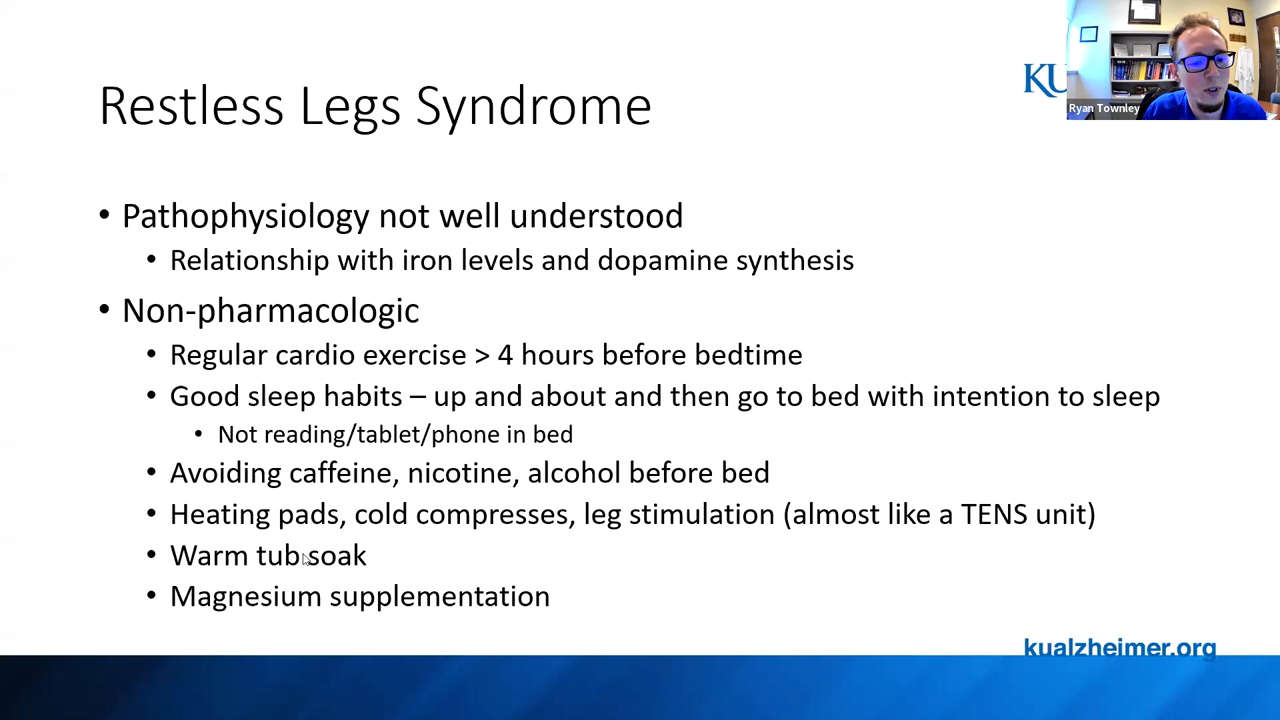 KU
Ryan Townley
Restless Legs Syndrome
• Pathophysiology not well understood
• Relationship with iron levels and dopamine synthesis
• Non-pharmacologic
• Regular cardio exercise > 4 hours before bedtime
• Good sleep habits – up and about and then go to bed with intention to sleep
• Not reading/tablet/phone in bed
• Avoiding caffeine, nicotine, alcohol before bed
• Heating pads, cold compresses, leg stimulation (almost like a TENS unit)
• Warm tub soak
• Magnesium supplementation
kualzheimer.org